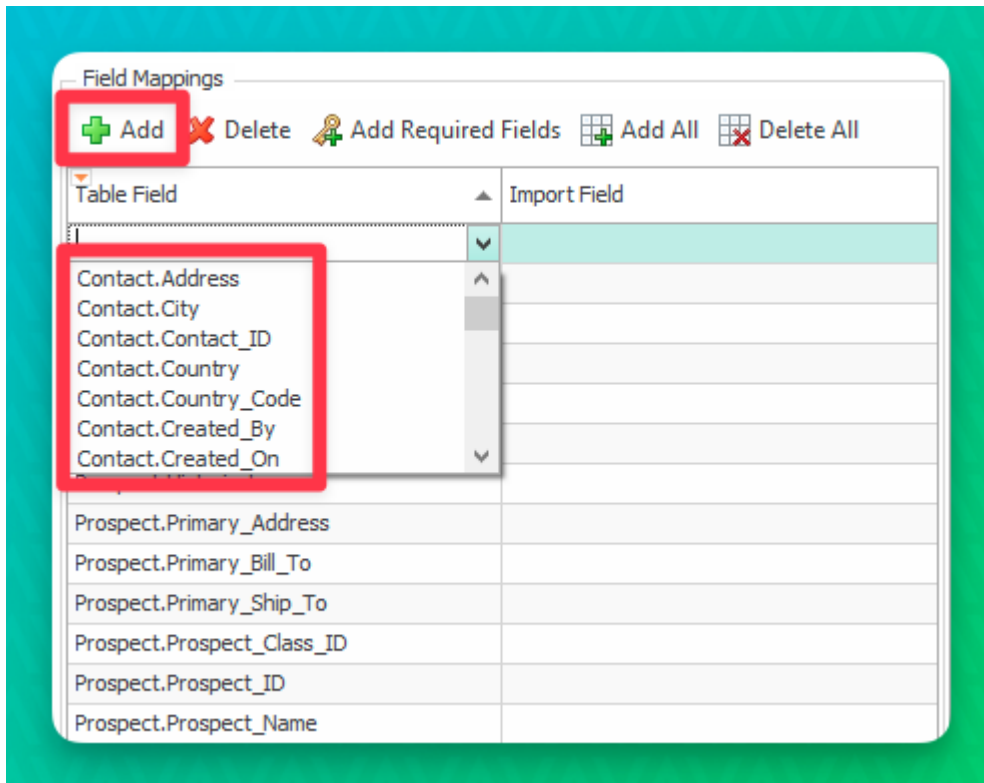 Field Mappings
Add Delete Add Required Fields Add All Delete All
Table Field Import Field
Contact.Address
Contact.City
Contact.Contact_ID
Contact.Country
Contact.Country_Code
Contact.Created_By
Contact.Created_On
Prospect.Primary_Address
Prospect.Primary_Bill_To
Prospect.Primary_Ship_To
Prospect.Prospect_Class_ID
Prospect.Prospect_ID
Prospect.Prospect_Name